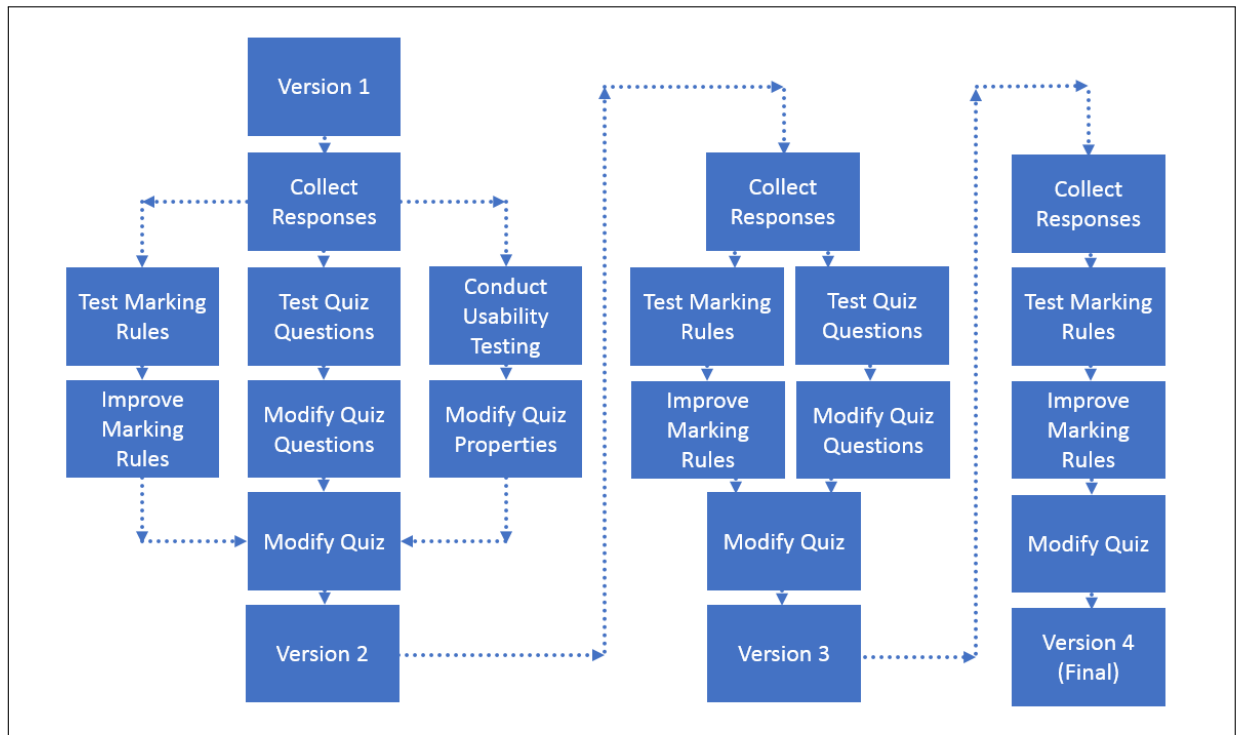 Version 1
Collect
Responses
Test Marking
Rules
Test Quiz
Questions
Conduct
Usability
Testing
Improve
Marking
Rules
Modify Quiz
Questions
Modify Quiz
Properties
Modify Quiz
Version 2
Collect
Responses
Test Marking
Rules
Test Quiz
Questions
Improve
Marking
Rules
Modify Quiz
Questions
Modify Quiz
Version 3
Collect
Responses
Test Marking
Rules
Improve
Marking
Rules
Modify Quiz
Version 4
(Final)